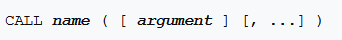 CALL name ( [ argument ] [, ...] )